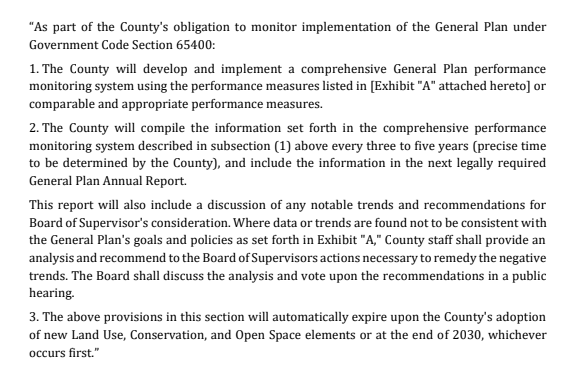 “As part of the County's obligation to monitor implementation of the General Plan under
Government Code Section 65400:
1. The County will develop and implement a comprehensive General Plan performance
monitoring system using the performance measures listed in [Exhibit "A" attached hereto] or
comparable and appropriate performance measures.
2. The County will compile the information set forth in the comprehensive performance
monitoring system described in subsection (1) above every three to five years (precise time
to be determined by the County), and include the information in the next legally required
General Plan Annual Report.
This report will also include a discussion of any notable trends and recommendations for
Board of Supervisor's consideration. Where data or trends are found not to be consistent with
the General Plan's goals and policies as set forth in Exhibit "A," County staff shall provide an
analysis and recommend to the Board of Supervisors actions necessary to remedy the negative
trends. The Board shall discuss the analysis and vote upon the recommendations in a public
hearing.
3. The above provisions in this section will automatically expire upon the County's adoption
of new Land Use, Conservation, and Open Space elements or at the end of 2030, whichever
occurs first.”